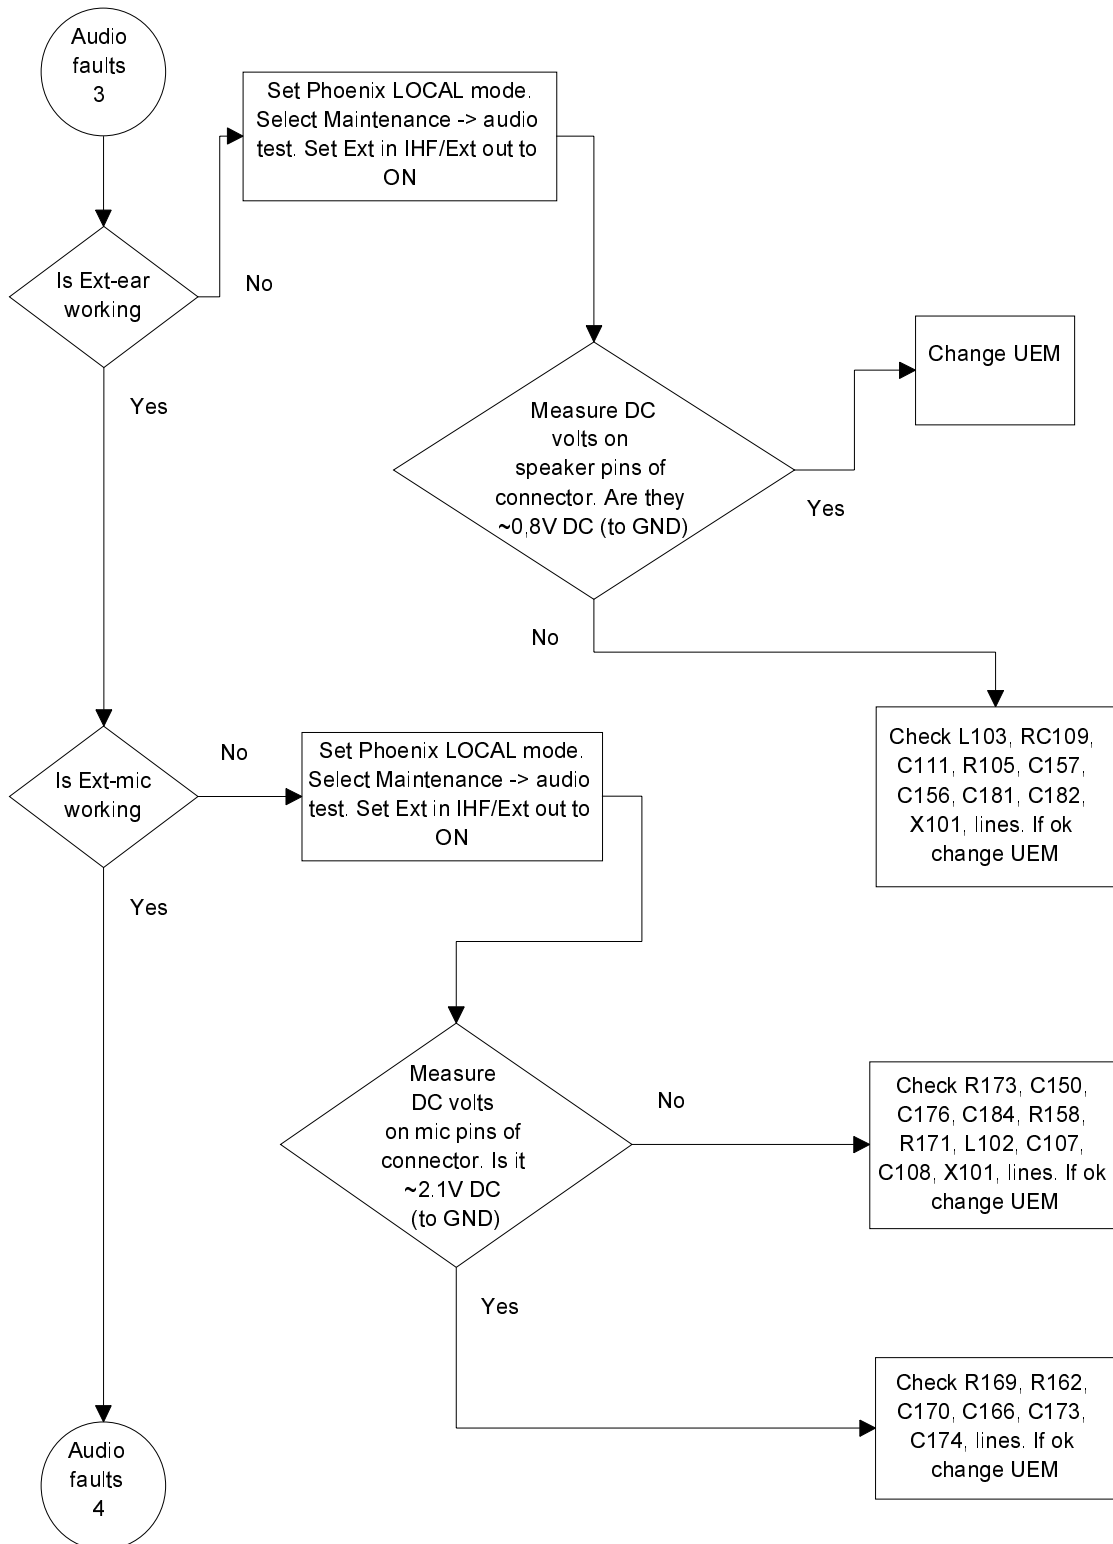 Audio
faults
3
Set Phoenix LOCAL mode.
Select Maintenance -> audio
test. Set Ext in IHF/Ext out to
ON
Is Ext-ear
working
No
Yes
Change UEM
Measure DC
volts on
speaker pins of
connector. Are they
~0,8V DC (to GND)
Yes
No
Check L103, RC109,
C111, R105, C157,
C156, C181, C182,
X101, lines. If ok
change UEM
Is Ext-mic
working
No
Set Phoenix LOCAL mode.
Select Maintenance -> audio
test. Set Ext in IHF/Ext out to
ON
Yes
Measure
DC volts
on mic pins of
connector. Is it
~2.1V DC
(to GND)
No
Check R173, C150,
C176, C184, R158,
R171, L102, C107,
C108, X101, lines. If ok
change UEM
Yes
Check R169, R162,
C170, C166, C173,
C174, lines. If ok
change UEM
Audio
faults
4